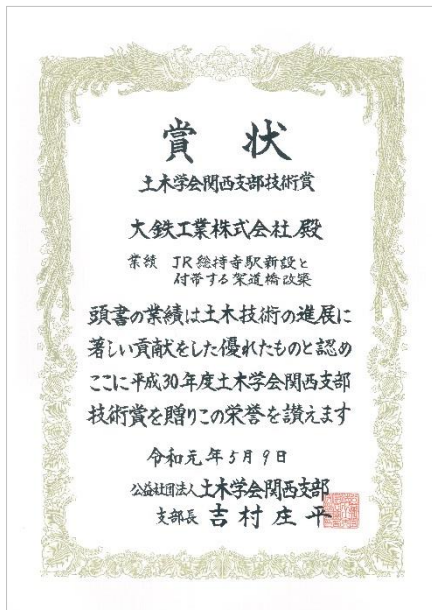 賞状
土木学会関西支部技術賞
大鉄工業株式会社殿
業績 JR総持寺駅新設と
付帯する架道橋改築
頭書の業績は土木技術の進展に
著しい貢献をした優れたものと認め
ここに平成30年度土木学会関西支部
技術賞を贈りこの栄誉を讃えます
令和元年5月9日
公益社団法人土木学会関西支部
支部長 吉村庄平